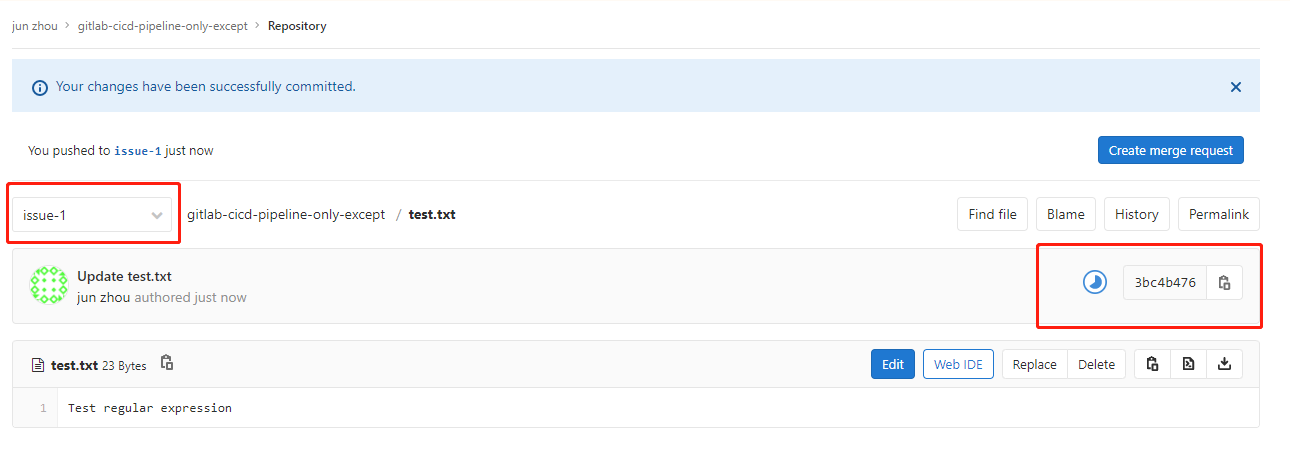 jun zhou > gitlab-cicd-pipeline-only-except > Repository
Your changes have been successfully committed.
You pushed to issue-1 just now
Create merge request
issue-1
gitlab-cicd-pipeline-only-except / test.txt
Find file
Blame
History
Permalink
Update test.txt
jun zhou authored just now
3bc4b476
test.txt 23 Bytes
Edit
Web IDE
Replace
Delete
1 Test regular expression